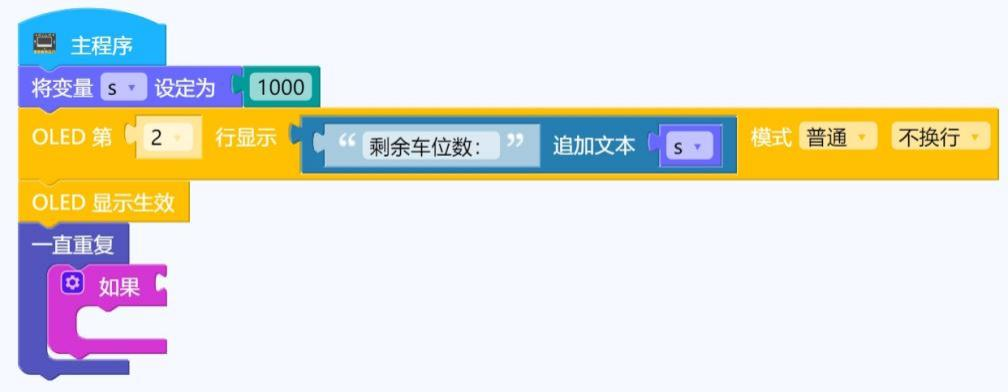 主程序
将变量 s 设定为 1000
OLED 第 2 行显示 “ 剩余车位数： ” 追加文本 s 模式 普通 不换行
OLED 显示生效
一直重复
如果